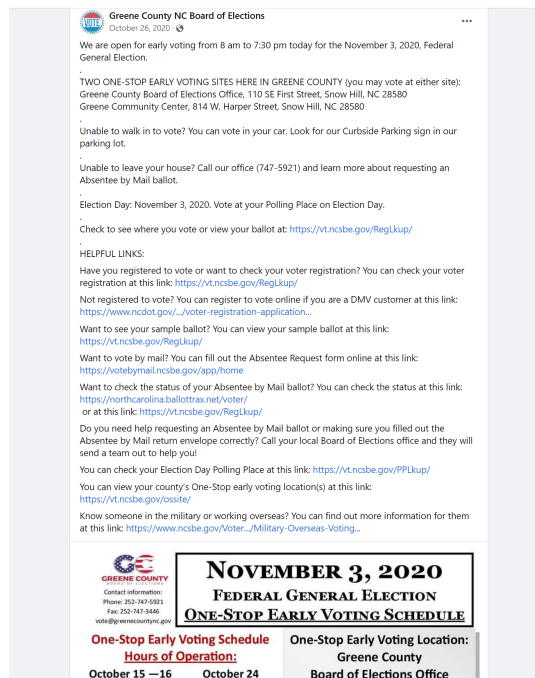 Greene County NC Board of Elections
October 26, 2020 ·
We are open for early voting from 8 am to 7:30 pm today for the November 3, 2020, Federal
General Election.
.
TWO ONE-STOP EARLY VOTING SITES HERE IN GREENE COUNTY (you may vote at either site):
Greene County Board of Elections Office, 110 SE First Street, Snow Hill, NC 28580
Greene Community Center, 814 W. Harper Street, Snow Hill, NC 28580
.
Unable to walk in to vote? You can vote in your car. Look for our Curbside Parking sign in our
parking lot.
.
Unable to leave your house? Call our office (747-5921) and learn more about requesting an
Absentee by Mail ballot.
.
Election Day: November 3, 2020. Vote at your Polling Place on Election Day.
.
Check to see where you vote or view your ballot at: https://vt.ncsbe.gov/RegLkup/
.
HELPFUL LINKS:
Have you registered to vote or want to check your voter registration? You can check your voter
registration at this link: https://vt.ncsbe.gov/RegLkup/
Not registered to vote? You can register to vote online if you are a DMV customer at this link:
https://www.ncdot.gov/.../voter-registration-application...
Want to see your sample ballot? You can view your sample ballot at this link:
https://vt.ncsbe.gov/RegLkup/
Want to vote by mail? You can fill out the Absentee Request form online at this link:
https://votebymail.ncsbe.gov/app/home
Want to check the status of your Absentee by Mail ballot? You can check the status at this link:
https://northcarolina.ballottrax.net/voter/
or at this link: https://vt.ncsbe.gov/RegLkup/
Do you need help requesting an Absentee by Mail ballot or making sure you filled out the
Absentee by Mail return envelope correctly? Call your local Board of Elections office and they will
send a team out to help you!
You can check your Election Day Polling Place at this link: https://vt.ncsbe.gov/PPLkup/
You can view your county's One-Stop early voting location(s) at this link:
https://vt.ncsbe.gov/ossite/
Know someone in the military or working overseas? You can find out more information for them
at this link: https://www.ncsbe.gov/Voter.../Military-Overseas-Voting...
GREENE COUNTY
BOARD OF ELECTIONS
Contact information:
Phone: 252-747-5921
Fax: 252-747-3446
vote@greenecountync.gov
NOVEMBER 3, 2020
FEDERAL GENERAL ELECTION
ONE-STOP EARLY VOTING SCHEDULE
One-Stop Early Voting Schedule
Hours of Operation:
October 15 —16 October 24
One-Stop Early Voting Location:
Greene County
Board of Elections Office